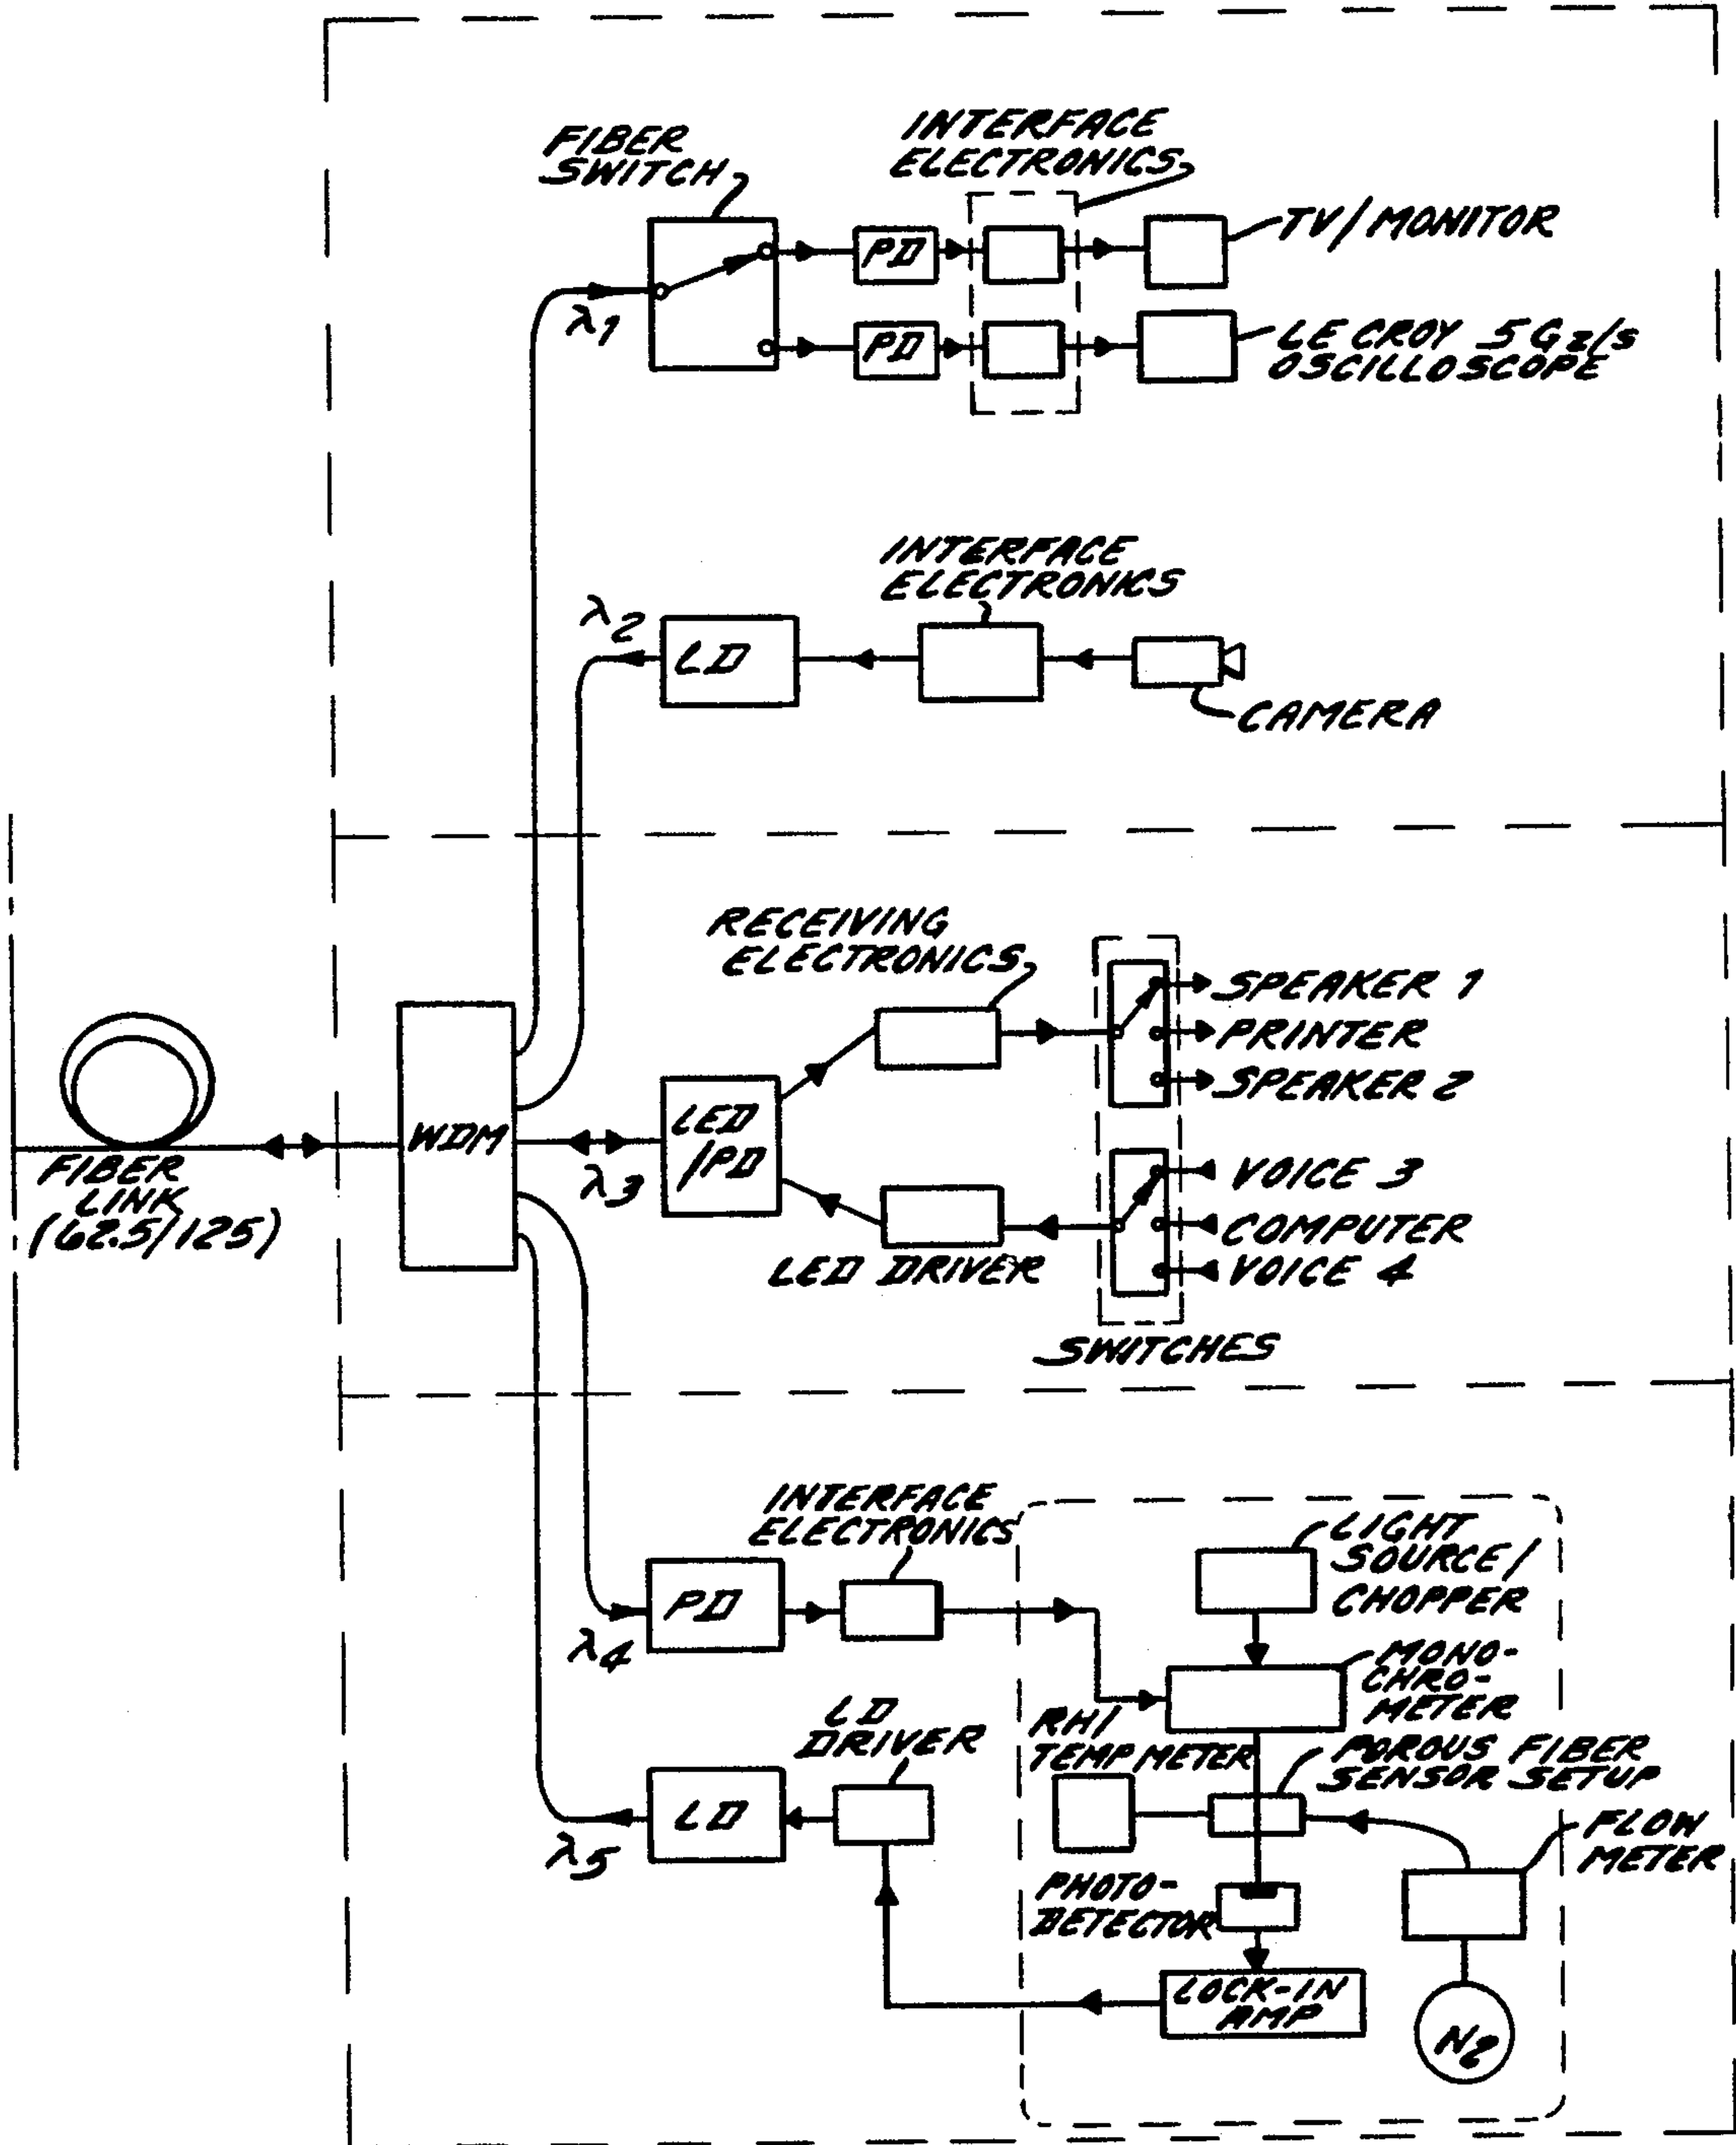 FIBER
SWITCH
INTERFACE
ELECTRONICS
PD
TV/MONITOR
λ1
PD
LE CROY 5Gz/s
OSCILLOSCOPE
INTERFACE
ELECTRONICS
λ2
LD
CAMERA
RECEIVING
ELECTRONICS
SPEAKER 1
PRINTER
SPEAKER 2
WDM
LED
/PD
λ3
FIBER
LINK
(62.5/125)
VOICE 3
COMPUTER
VOICE 4
LED DRIVER
SWITCHES
INTERFACE
ELECTRONICS
LIGHT
SOURCE/
CHOPPER
PD
λ4
MONO-
CHRO-
METER
LD
DRIVER
RH/
TEMP METER
POROUS FIBER
SENSOR SETUP
LD
λ5
FLOW
METER
PHOTO-
DETECTOR
LOCK-IN
AMP
N2